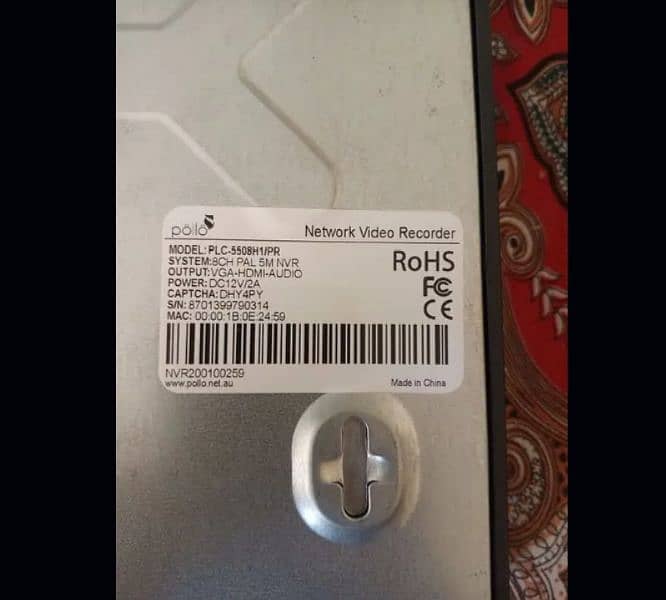 pöllo
Network Video Recorder
MODEL: PLC-5508H1/PR
SYSTEM:8CH PAL 5M NVR
OUTPUT:VGA-HDMI-AUDIO
POWER: DC12V/2A
CAPTCHA: DHY4PY
S/N: 8701399790314
MAC: 00:00:1B:0E:24:59
RoHS
FC
CE
NVR200100259
www.pollo.net.au
Made in China